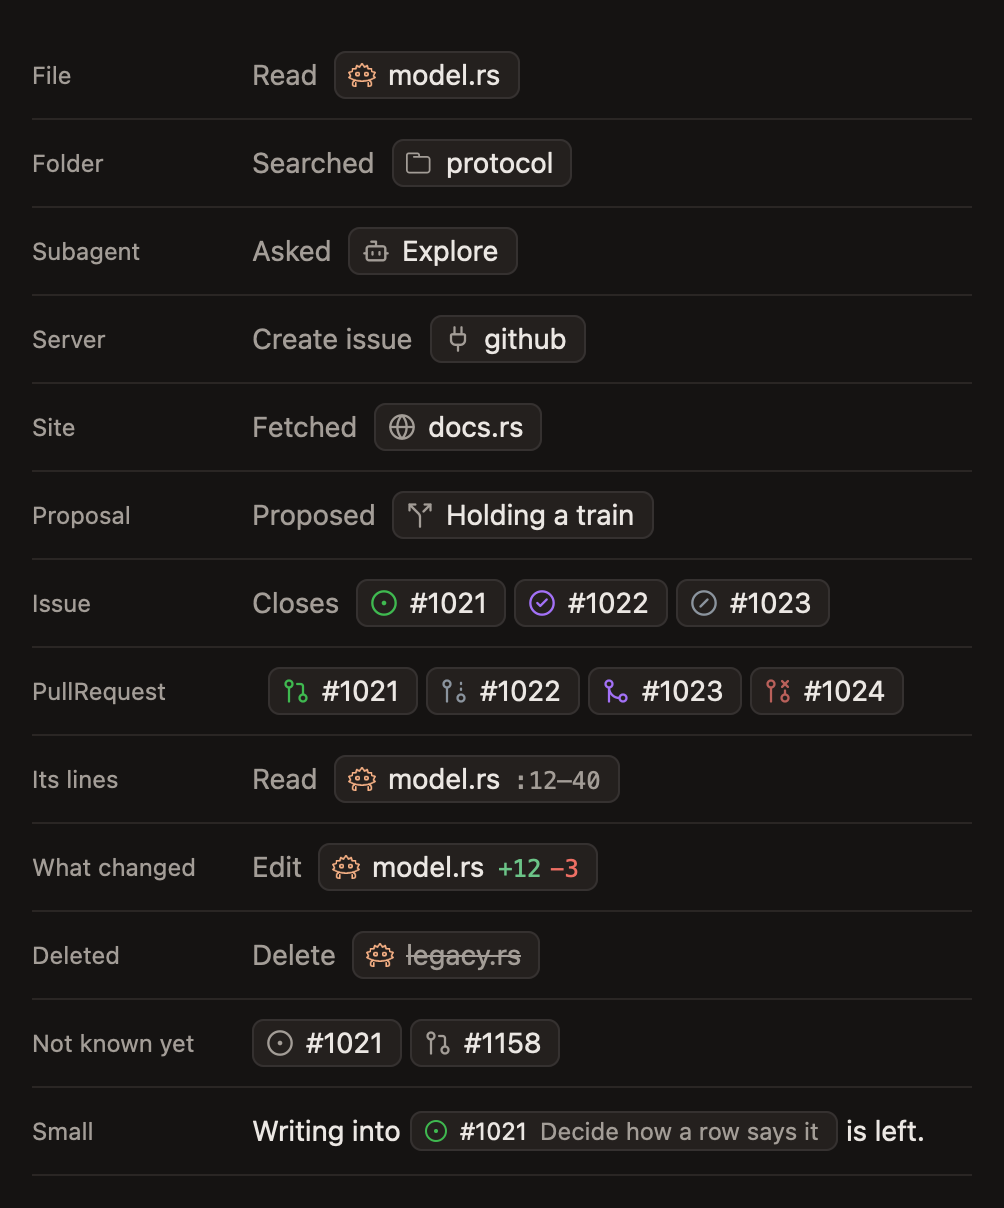 File Read model.rs
Folder Searched protocol
Subagent Asked Explore
Server Create issue github
Site Fetched docs.rs
Proposal Proposed Holding a train
Issue Closes #1021 #1022 #1023
PullRequest #1021 #1022 #1023 #1024
Its lines Read model.rs :12–40
What changed Edit model.rs +12 −3
Deleted Delete legacy.rs
Not known yet #1021 #1158
Small Writing into #1021 Decide how a row says it is left.